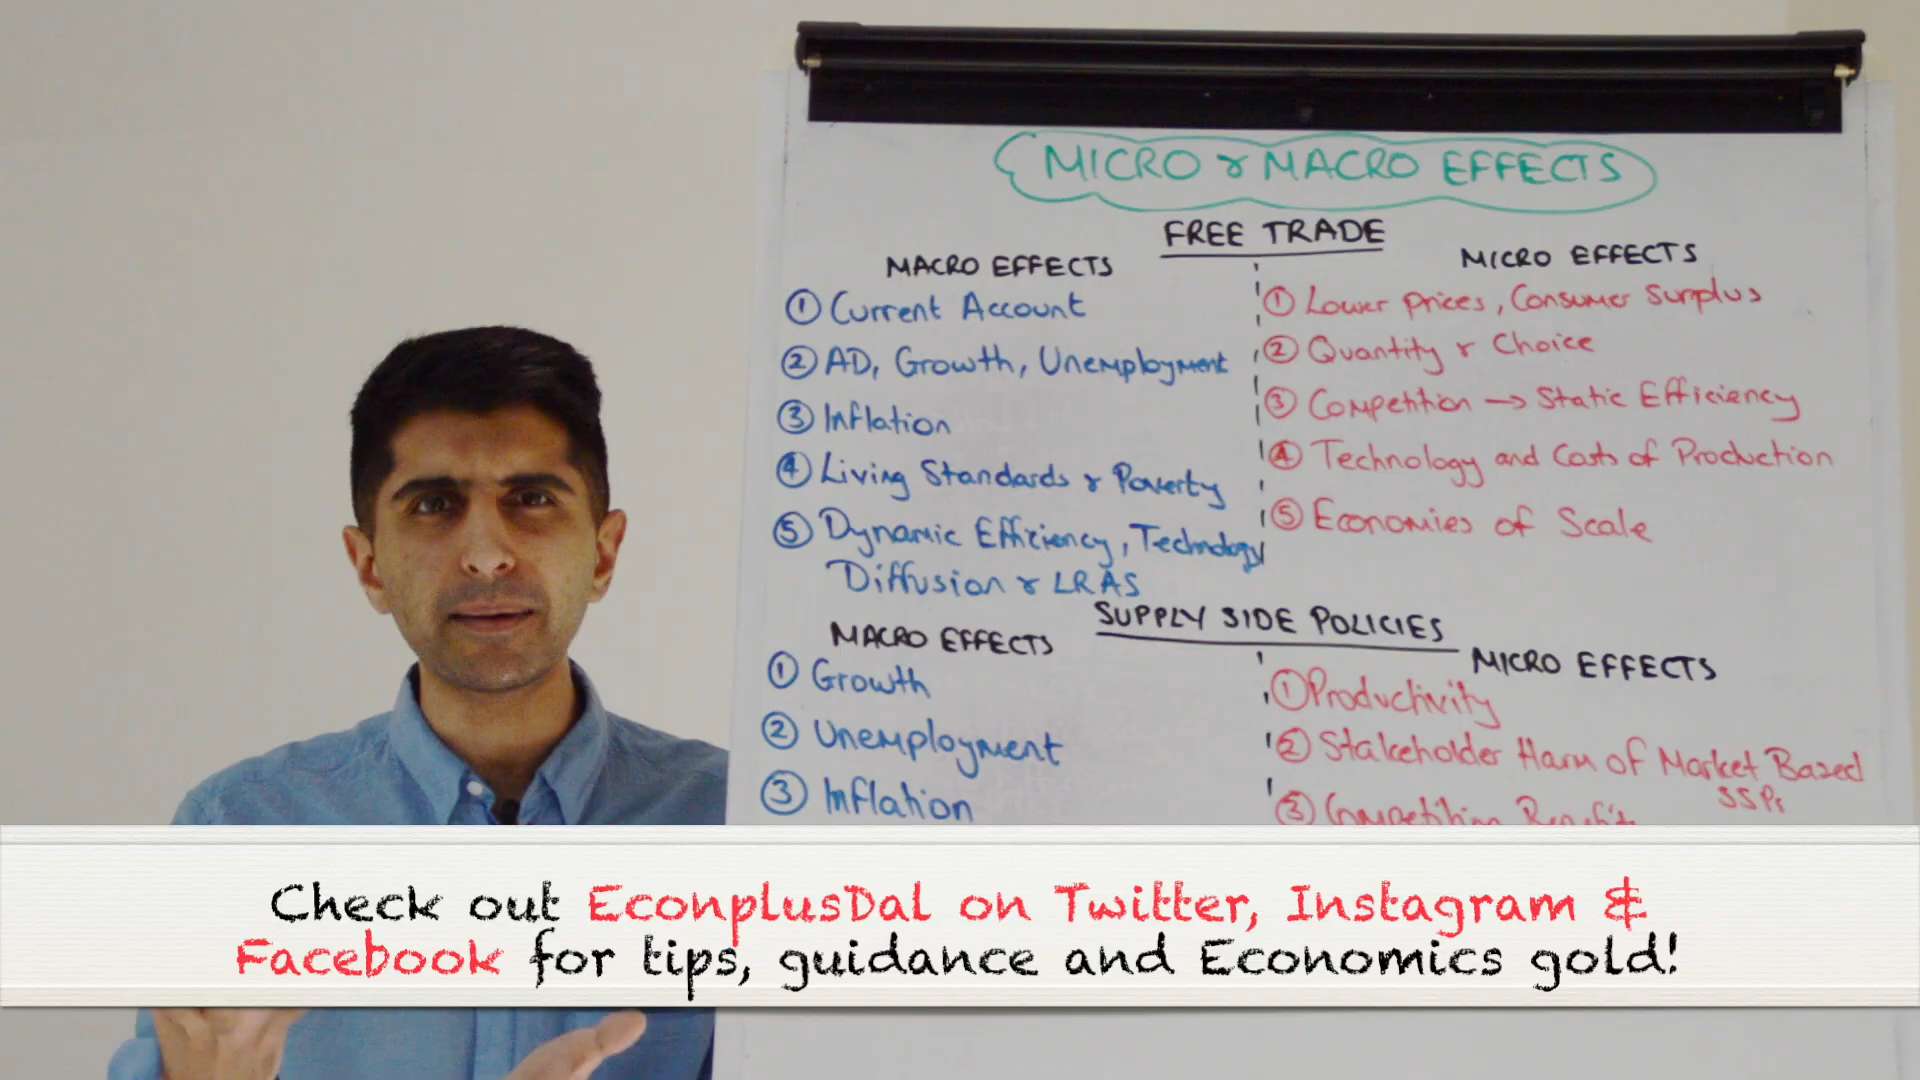 MICRO & MACRO EFFECTS
FREE TRADE
MACRO EFFECTS
① Current Account
② AD, Growth, Unemployment
③ Inflation
④ Living Standards & Poverty
⑤ Dynamic Efficiency, Technology
Diffusion & LRAS
MICRO EFFECTS
① Lower Prices, Consumer Surplus
② Quantity & Choice
③ Competition → Static Efficiency
④ Technology and Costs of Production
⑤ Economies of Scale
SUPPLY SIDE POLICIES
MACRO EFFECTS
① Growth
② Unemployment
③ Inflation
MICRO EFFECTS
① Productivity
② Stakeholder Harm of Market Based
SSPs
③ Competition Benefits
Check out EconplusDal on Twitter, Instagram &
Facebook for tips, guidance and Economics gold!